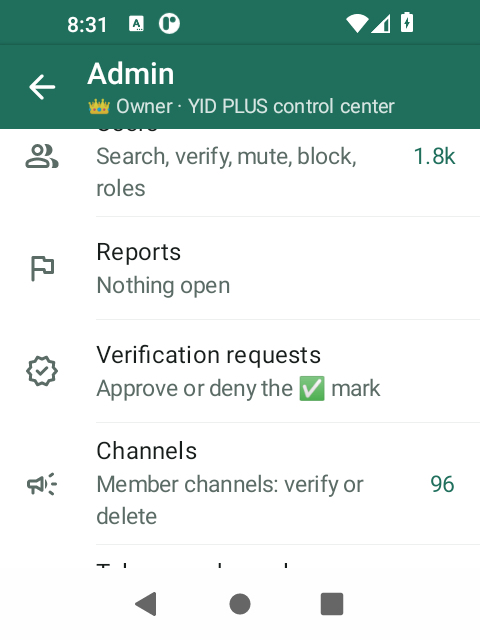 8:31
Admin
👑 Owner · YID PLUS control center
Users
Search, verify, mute, block,
roles
1.8k
Reports
Nothing open
Verification requests
Approve or deny the ✅ mark
Channels
Member channels: verify or
delete
96